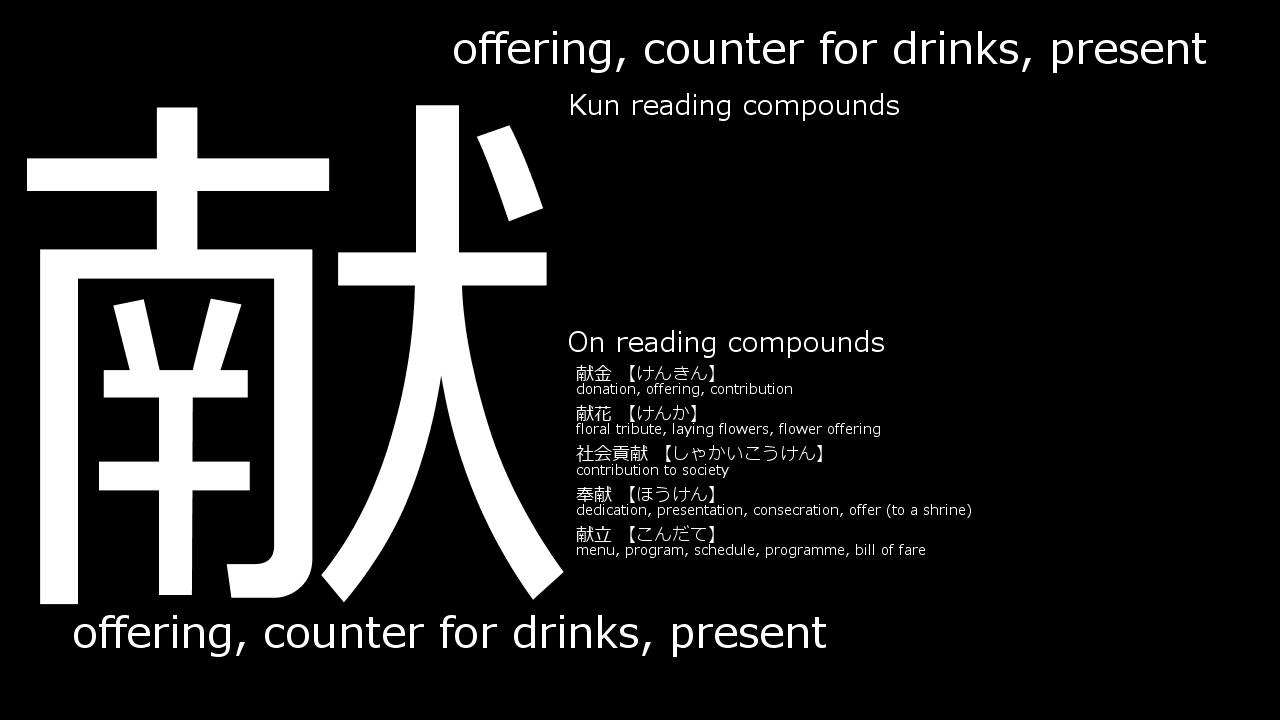 offering, counter for drinks, present
献
Kun reading compounds
On reading compounds
献金 【けんきん】
donation, offering, contribution
献花 【けんか】
floral tribute, laying flowers, flower offering
社会貢献 【しゃかいこうけん】
contribution to society
奉献 【ほうけん】
dedication, presentation, consecration, offer (to a shrine)
献立 【こんだて】
menu, program, schedule, programme, bill of fare
offering, counter for drinks, present